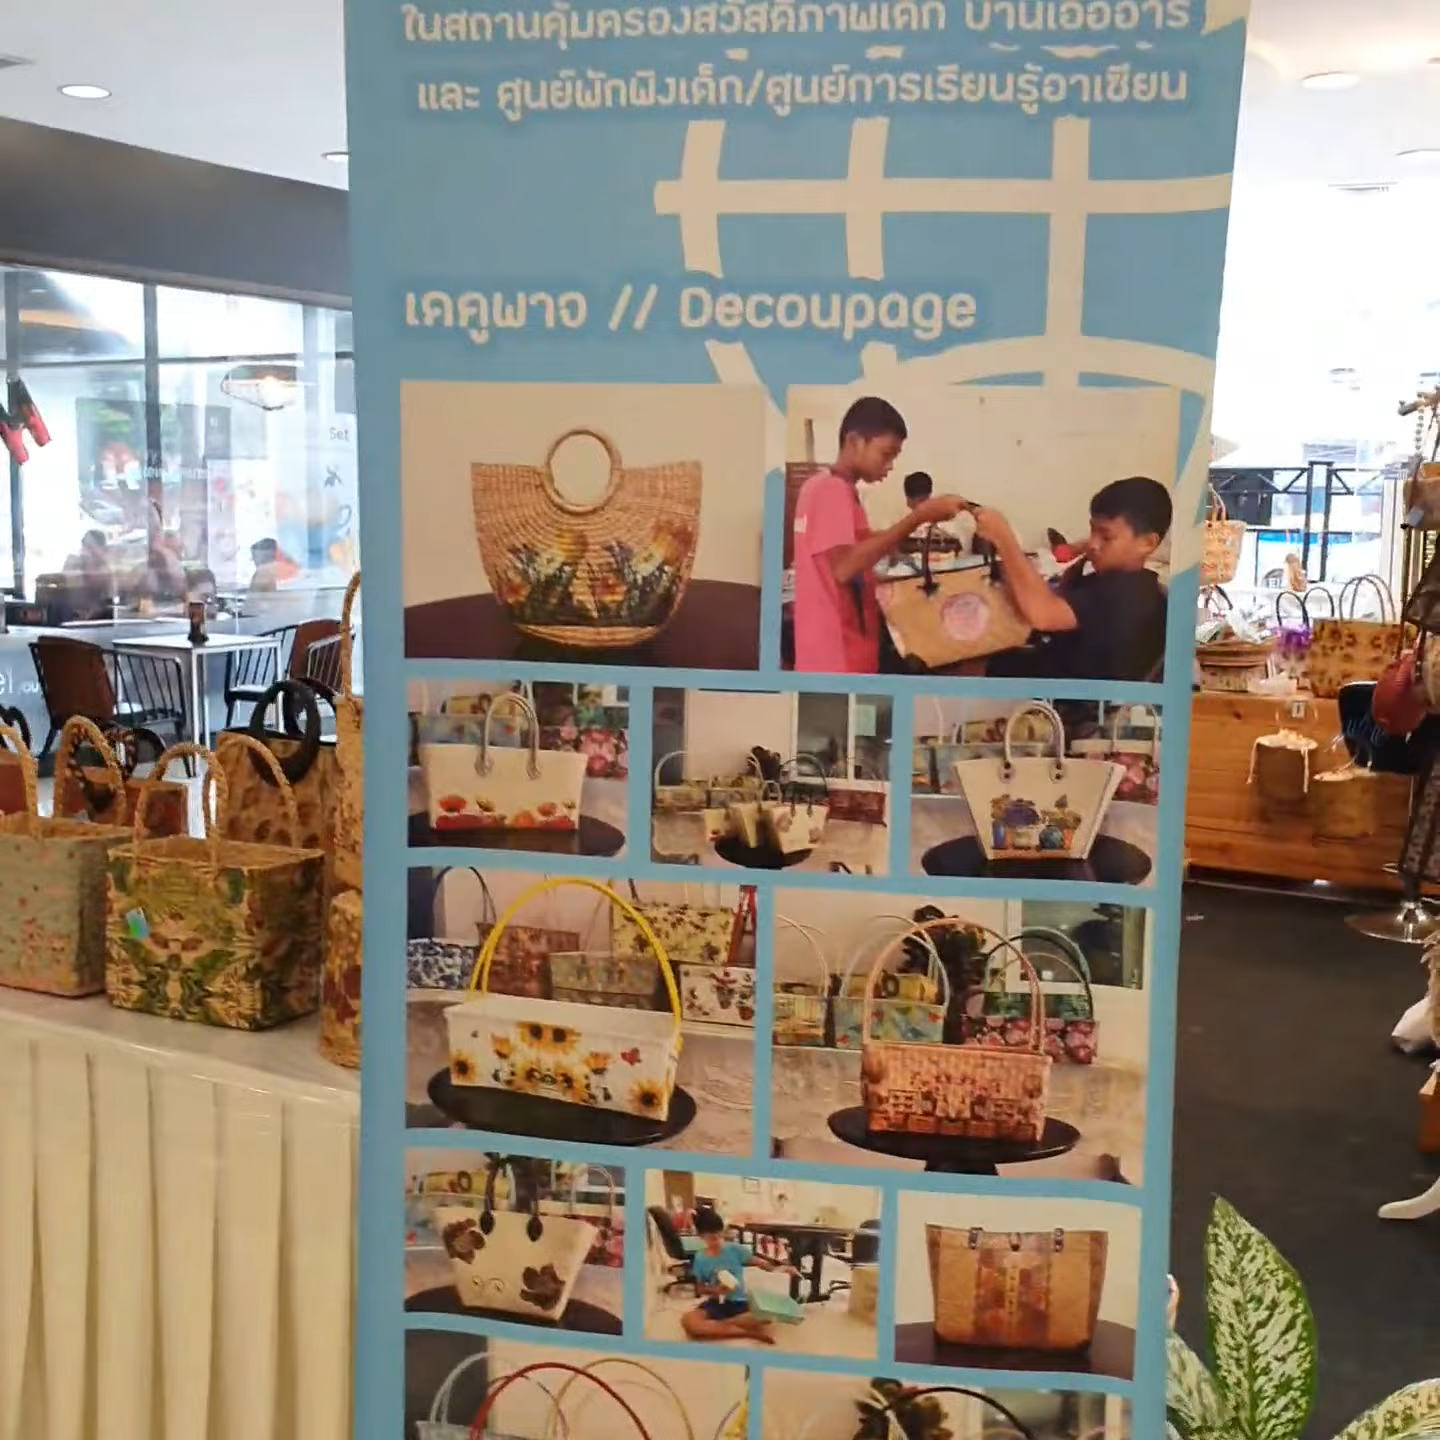 ในสถานคุ้มครองสวัสดิภาพเด็ก บ้านเอื้ออารี
และ ศูนย์พักพิงเด็ก/ศูนย์การเรียนรู้อาเซียน
เดคูพาจ // Decoupage
Set